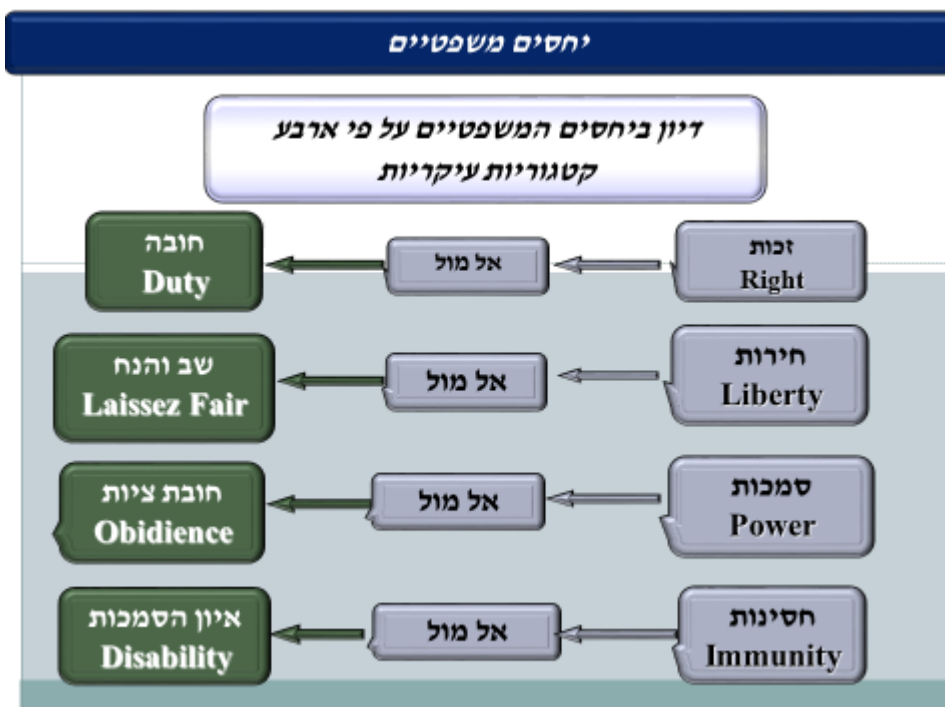 יחסים משפטיים
דיון ביחסים המשפטיים על פי ארבע
קטגוריות עיקריות
זכות
Right
אל מול
חובה
Duty
חירות
Liberty
אל מול
שב והנח
Laissez Fair
סמכות
Power
אל מול
חובת ציות
Obidience
חסינות
Immunity
אל מול
איון הסמכות
Disability